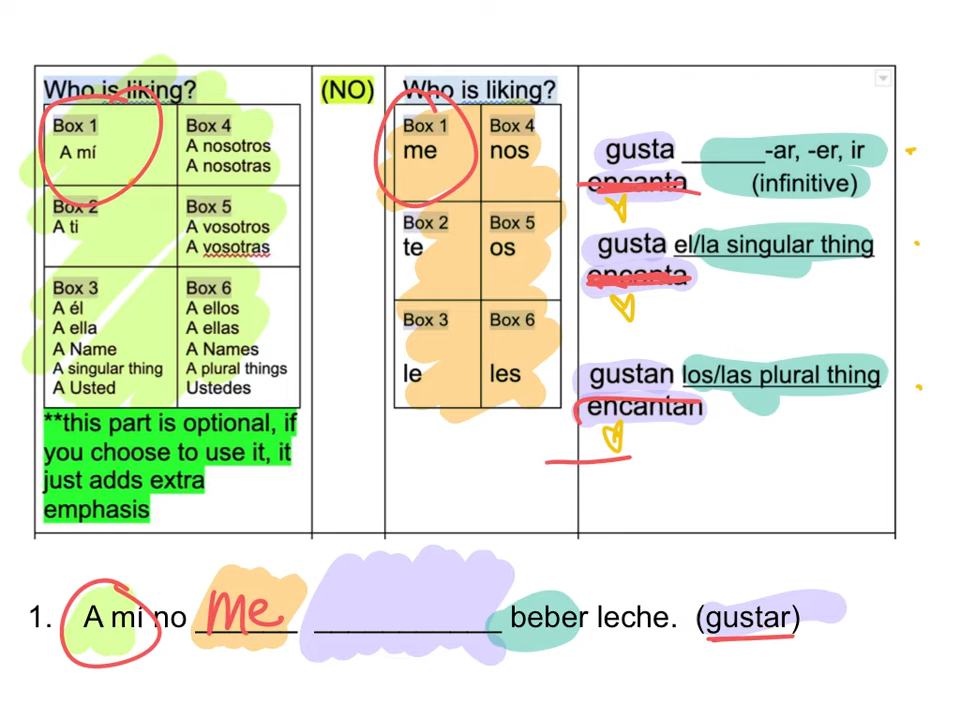 Who is liking?
Box 1
A mí
Box 4
A nosotros
A nosotras
Box 2
A ti
Box 5
A vosotros
A vosotras
Box 3
A él
A ella
A Name
A singular thing
A Usted
Box 6
A ellos
A ellas
A Names
A plural things
Ustedes
**this part is optional, if
you choose to use it, it
just adds extra
emphasis
(NO)
Who is liking?
Box 1
me
Box 4
nos
Box 2
te
Box 5
os
Box 3
le
Box 6
les
gusta ______-ar, -er, ir
encanta (infinitive)
gusta el/la singular thing
encanta
gustan los/las plural thing
encantan
1. A mí no me ___________ beber leche. (gustar)